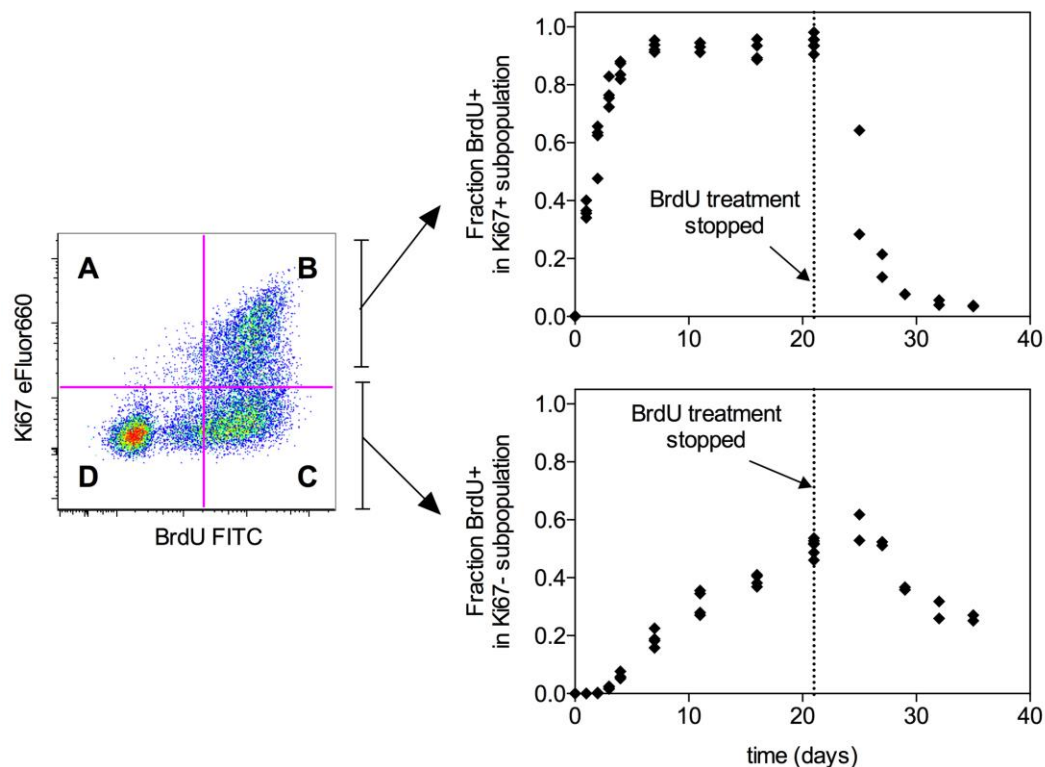 A
B
D
C
Ki67 eFluor660
BrdU FITC
Fraction BrdU+
in Ki67+ subpopulation
1.0
0.8
0.6
0.4
0.2
0.0
BrdU treatment
stopped
0
10
20
30
40
Fraction BrdU+
in Ki67- subpopulation
1.0
0.8
0.6
0.4
0.2
0.0
BrdU treatment
stopped
0
10
20
30
40
time (days)